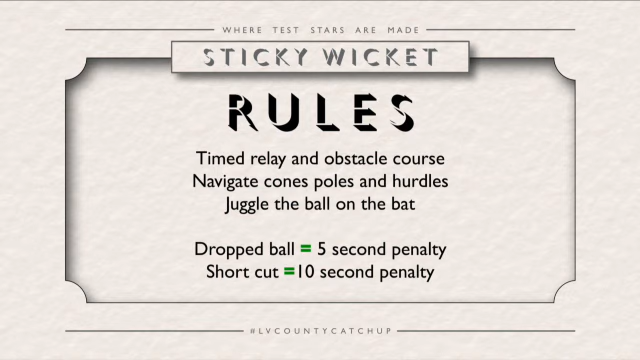 WHERE TEST STARS ARE MADE
STICKY WICKET
RULES
Timed relay and obstacle course
Navigate cones poles and hurdles
Juggle the ball on the bat
Dropped ball = 5 second penalty
Short cut =10 second penalty
#LVCOUNTYCATCHUP